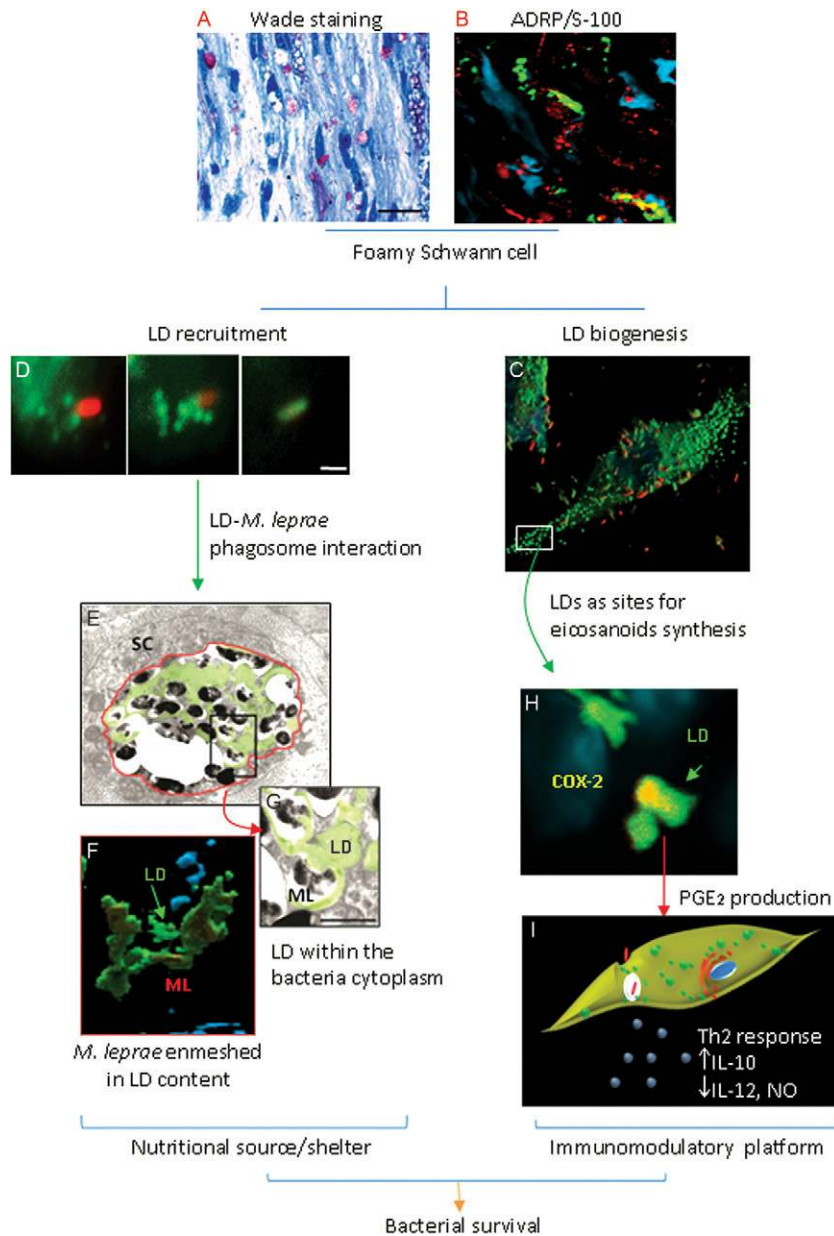 A
Wade staining
B
ADRP/S-100
Foamy Schwann cell
LD recruitment
LD biogenesis
D
C
LD-M. leprae
phagosome interaction
LDs as sites for
eicosanoids synthesis
E
SC
H
LD
COX-2
G
LD
ML
F
LD
ML
PGE2 production
LD within the
bacteria cytoplasm
I
Th2 response
↑IL-10
↓IL-12, NO
M. leprae enmeshed
in LD content
Nutritional source/shelter
Immunomodulatory platform
Bacterial survival